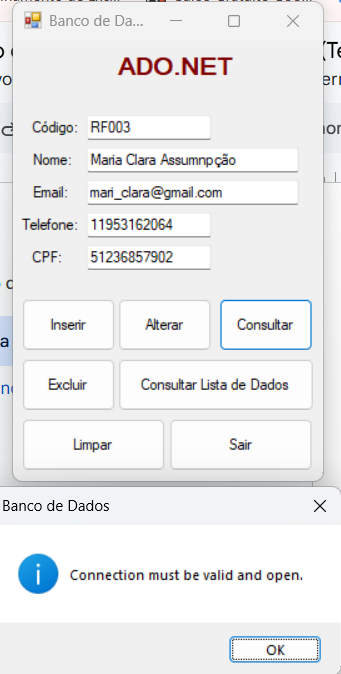 Banco de Da...
ADO.NET
Código: RF003
Nome: Maria Clara Assumnpção
Email: mari_clara@gmail.com
Telefone: 11953162064
CPF: 51236857902
Inserir Alterar Consultar
Excluir Consultar Lista de Dados
Limpar Sair
Banco de Dados
Connection must be valid and open.
OK